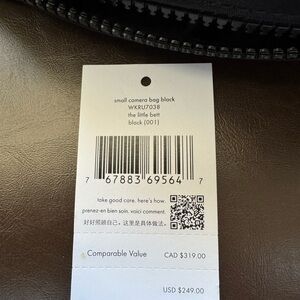 small camera bag black
WKRU7038
the little bett
black (001)
7 67883 69564 7
take good care, here's how.
prenez-en bien soin. voici comment.
好好照顾自己。这里是具体做法。
Comparable Value CAD $319.00
USD $249.00